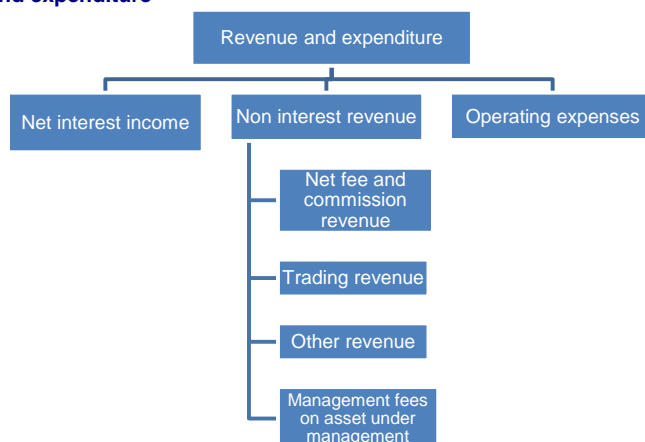 and expenditure
Revenue and expenditure
Net interest income
Non interest revenue
Operating expenses
Net fee and
commission
revenue
Trading revenue
Other revenue
Management fees
on asset under
management